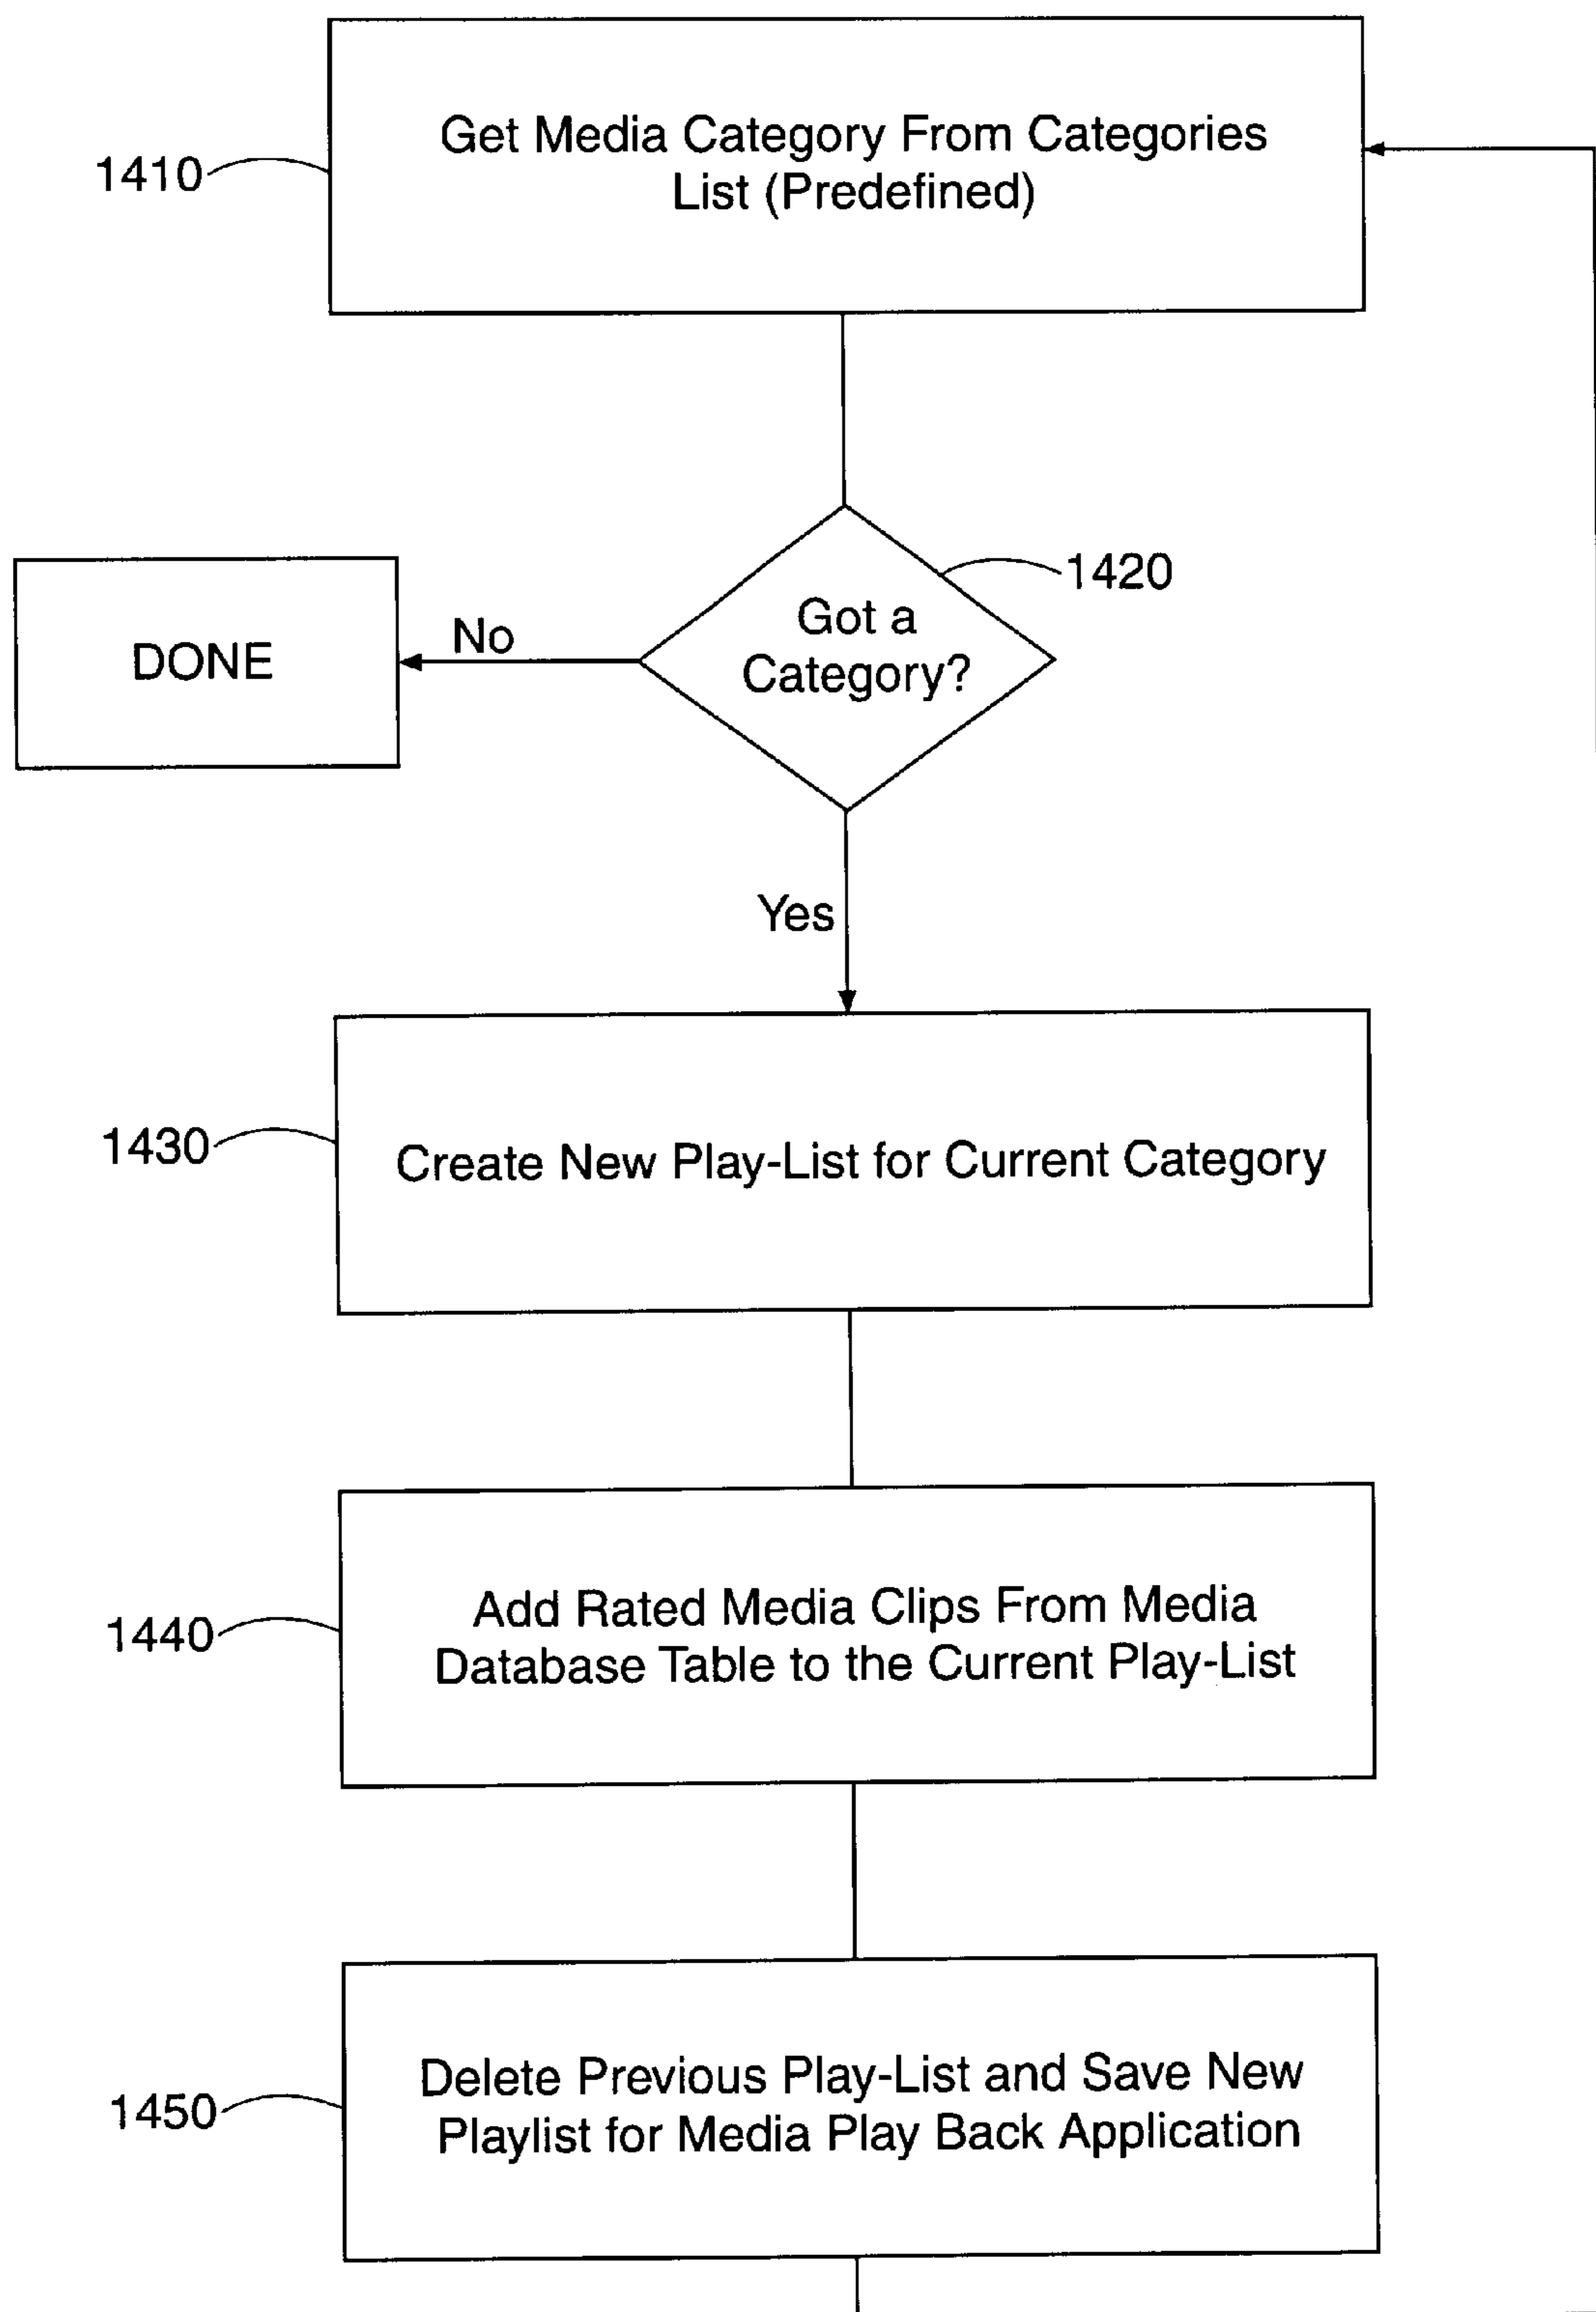 Get Media Category From Categories
List (Predefined)
1410
1420
Got a
Category?
No
DONE
Yes
1430
Create New Play-List for Current Category
1440
Add Rated Media Clips From Media
Database Table to the Current Play-List
1450
Delete Previous Play-List and Save New
Playlist for Media Play Back Application